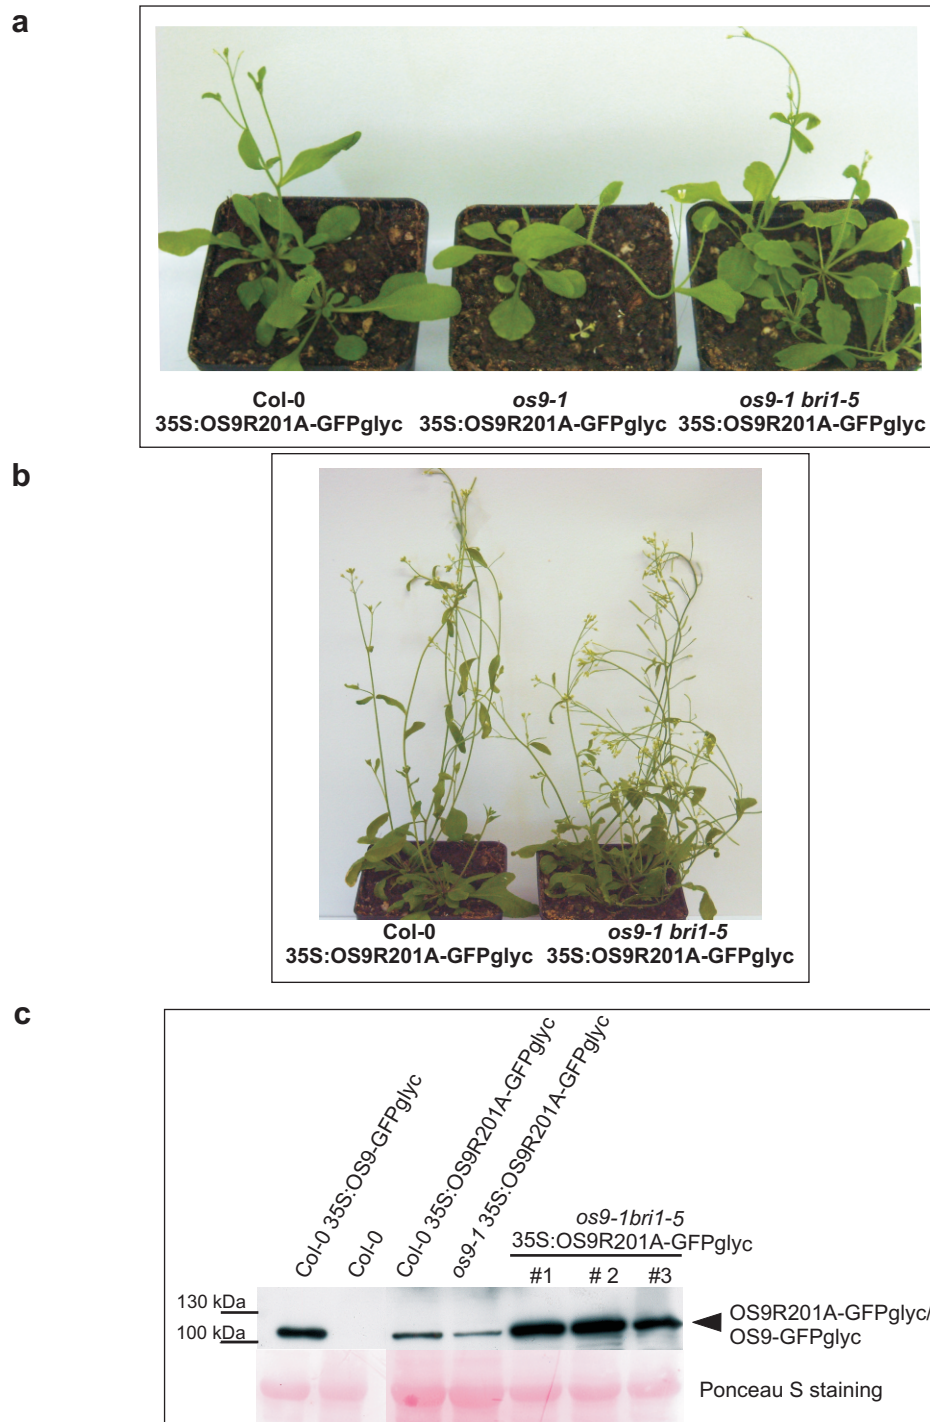 a
Col-0
35S:OS9R201A-GFPglyc
os9-1
35S:OS9R201A-GFPglyc
os9-1 bri1-5
35S:OS9R201A-GFPglyc
b
Col-0
35S:OS9R201A-GFPglyc
os9-1 bri1-5
35S:OS9R201A-GFPglyc
c
Col-0 35S:OS9-GFPglyc
Col-0
Col-0 35S:OS9R201A-GFPglyc
os9-1 35S:OS9R201A-GFPglyc
os9-1bri1-5
35S:OS9R201A-GFPglyc
#1
# 2
#3
130 kDa
100 kDa
OS9R201A-GFPglyc/
OS9-GFPglyc
Ponceau S staining